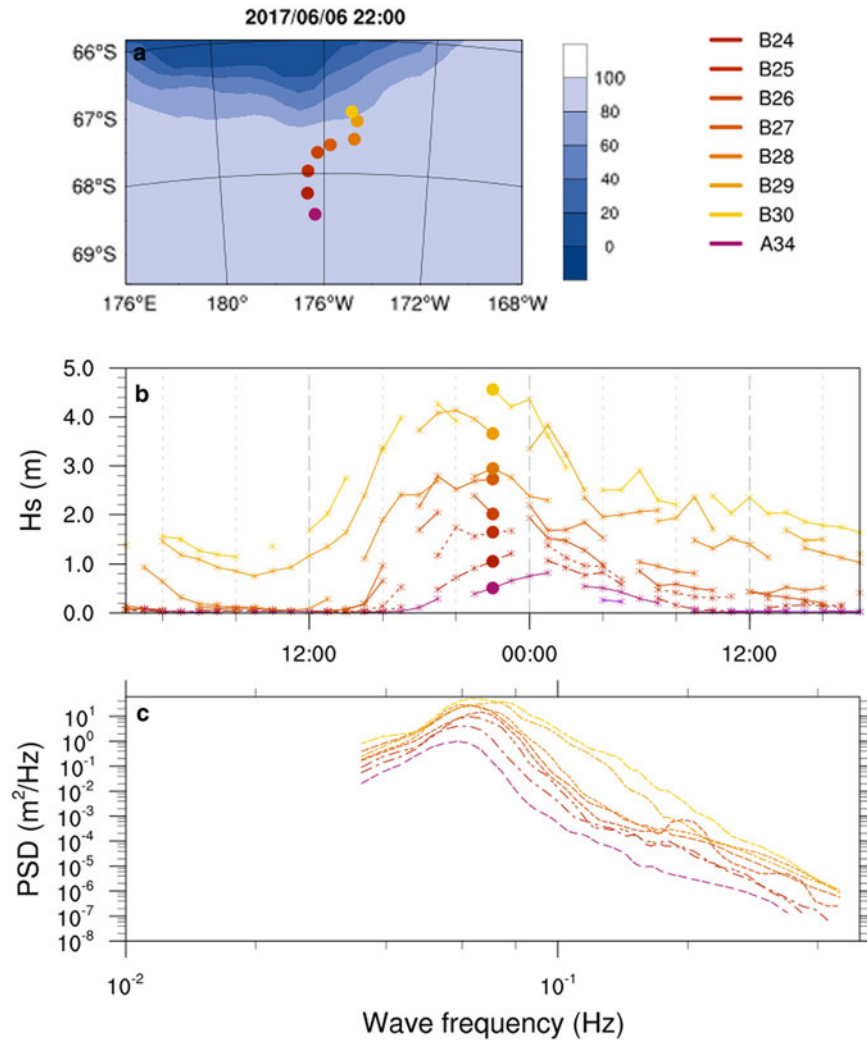 2017/06/06 22:00
a
66°S
67°S
68°S
69°S
176°E 180° 176°W 172°W 168°W
100
80
60
40
20
0
B24
B25
B26
B27
B28
B29
B30
A34
b
Hs (m)
5.0
4.0
3.0
2.0
1.0
0.0
12:00 00:00 12:00
c
PSD (m²/Hz)
10¹
10⁰
10⁻¹
10⁻²
10⁻³
10⁻⁴
10⁻⁵
10⁻⁶
10⁻⁷
10⁻⁸
10⁻² 10⁻¹
Wave frequency (Hz)